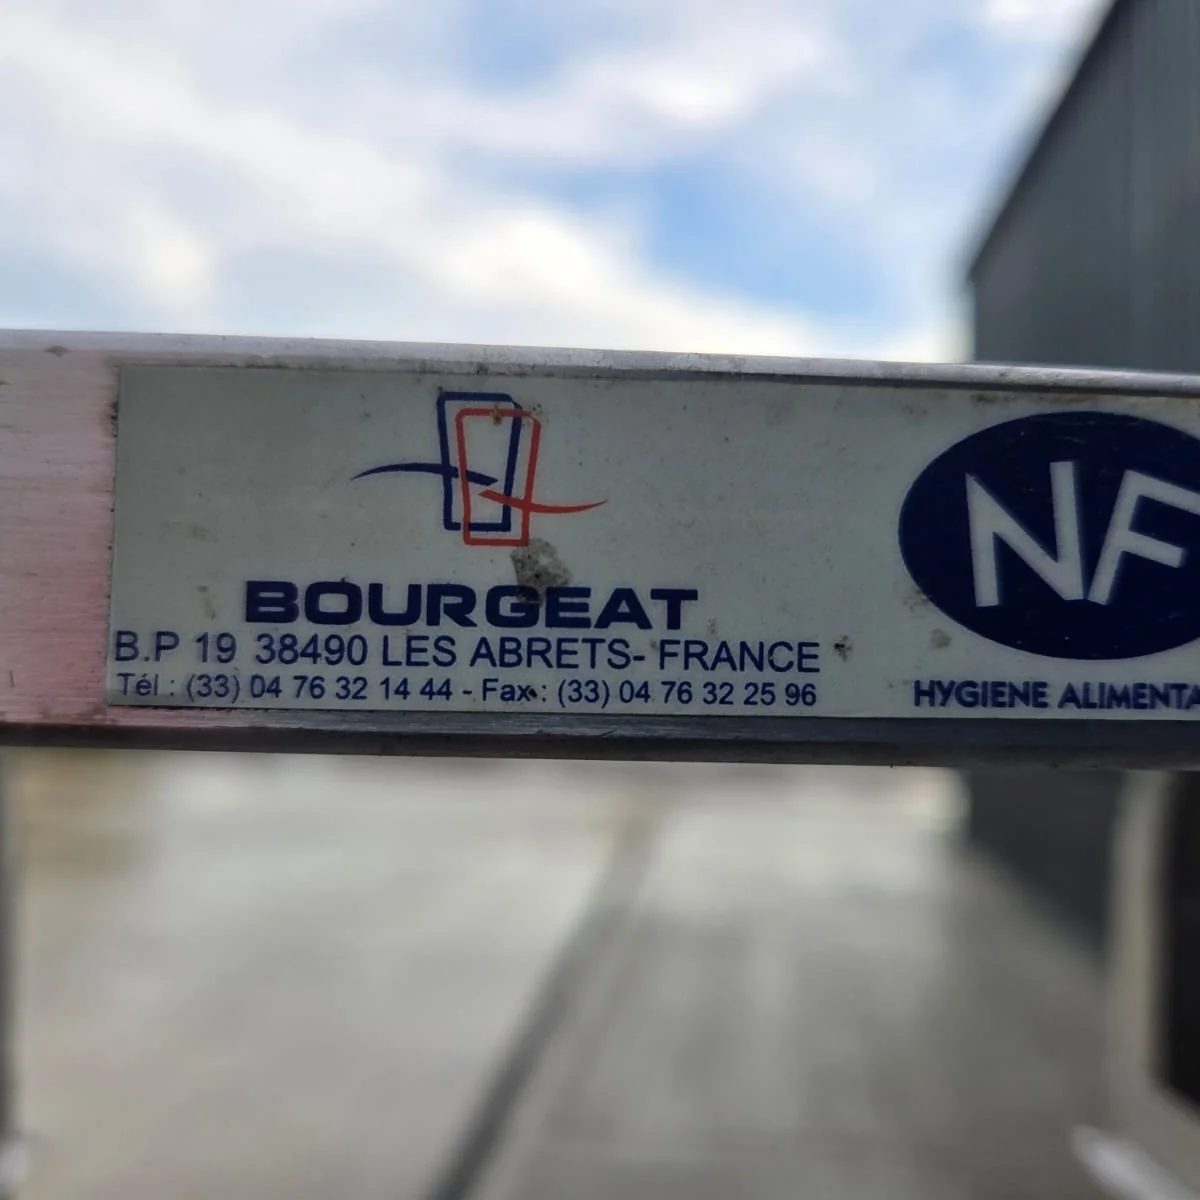 BOURGEAT
B.P 19 38490 LES ABRETS- FRANCE
Tél : (33) 04 76 32 14 44 - Fax : (33) 04 76 32 25 96
NF
HYGIENE ALIMENTA